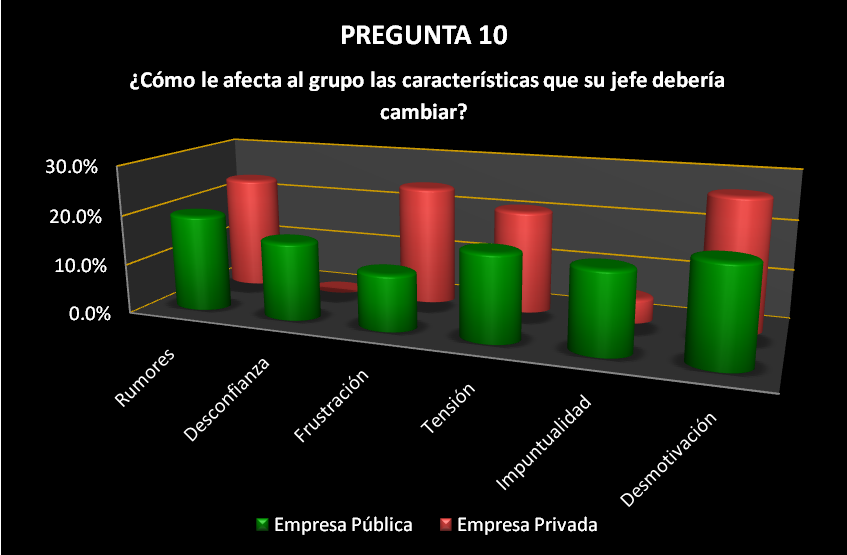 PREGUNTA 10
¿Cómo le afecta al grupo las características que su jefe debería
cambiar?
30.0%
20.0%
10.0%
0.0%
Rumores
Desconfianza
Frustración
Tensión
Impuntualidad
Desmotivación
Empresa Pública
Empresa Privada